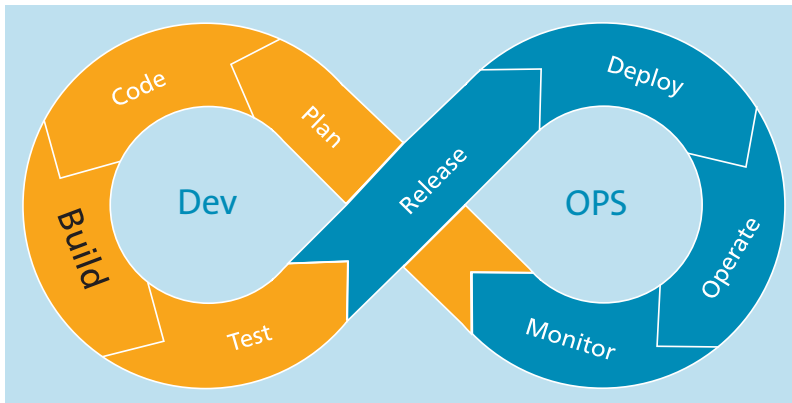 Plan
Code
Build
Test
Release
Deploy
Operate
Monitor
Dev
OPS